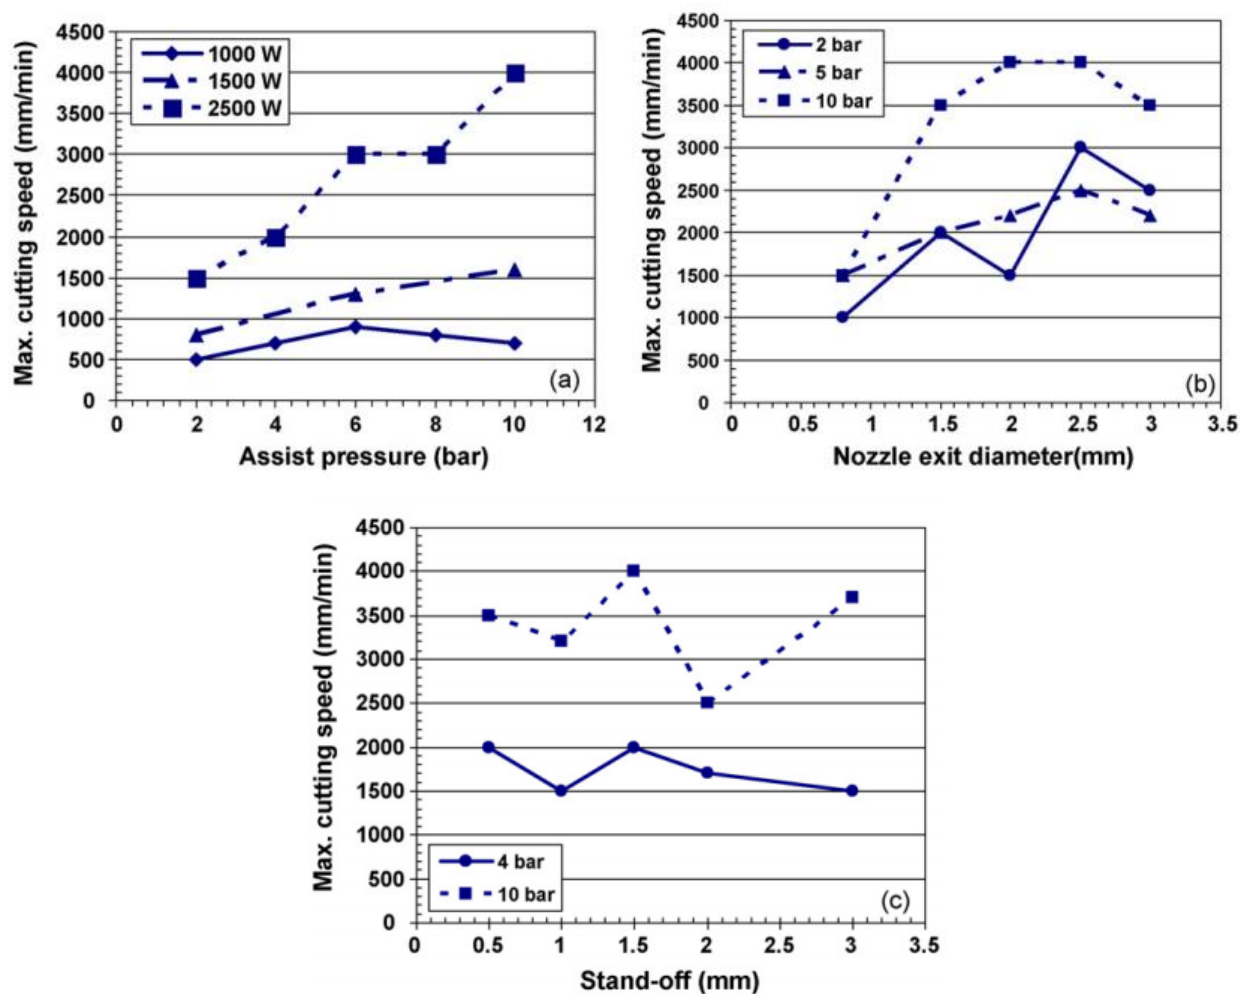 4500
4000
3500
3000
2500
2000
1500
1000
500
0
Max. cutting speed (mm/min)
1000 W
1500 W
2500 W
(a)
0 2 4 6 8 10 12
Assist pressure (bar)
4500
4000
3500
3000
2500
2000
1500
1000
500
0
Max. cutting speed (mm/min)
2 bar
5 bar
10 bar
(b)
0 0.5 1 1.5 2 2.5 3 3.5
Nozzle exit diameter(mm)
4500
4000
3500
3000
2500
2000
1500
1000
500
0
Max. cutting speed (mm/min)
4 bar
10 bar
(c)
0 0.5 1 1.5 2 2.5 3 3.5
Stand-off (mm)